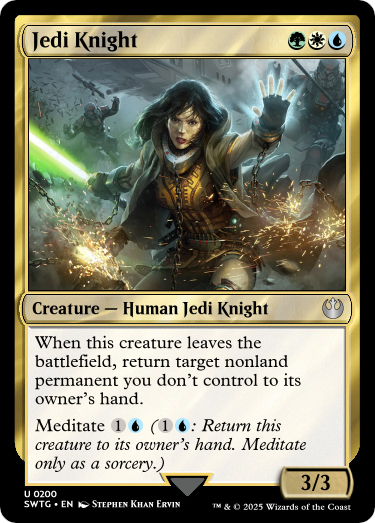 Jedi Knight
Creature — Human Jedi Knight
When this creature leaves the
battlefield, return target nonland
permanent you don't control to its
owner's hand.
Meditate 1 (1: Return this
creature to its owner's hand. Meditate
only as a sorcery.)
3/3
U 0200
SWTG • EN Stephen Khan Ervin
™ & © 2025 Wizards of the Coast